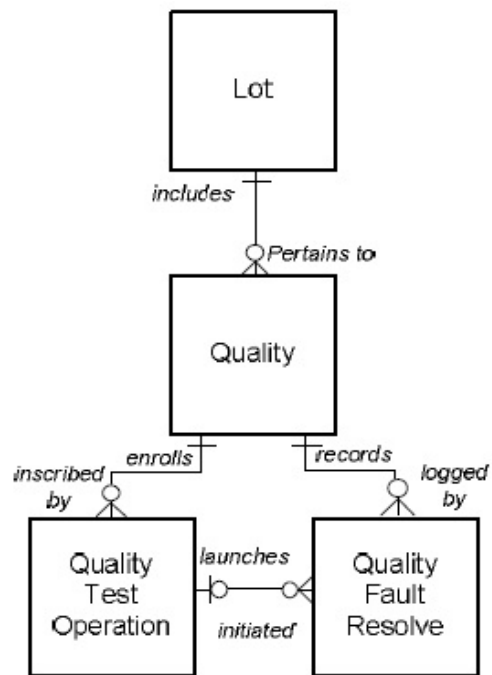 Lot
includes
Pertains to
Quality
enrolls
records
inscribed
by
logged
by
Quality
Test
Operation
launches
initiated
Quality
Fault
Resolve